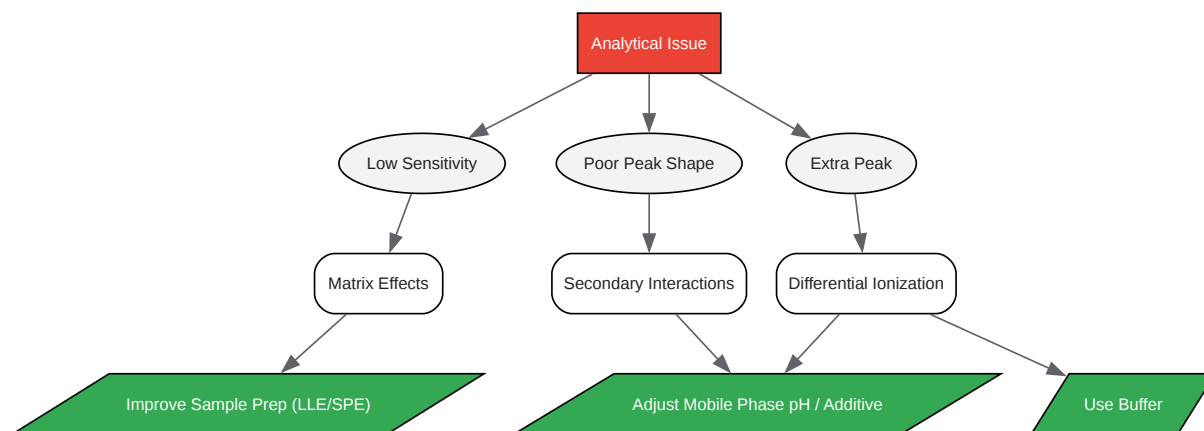 Analytical Issue
Low Sensitivity
Poor Peak Shape
Extra Peak
Matrix Effects
Secondary Interactions
Differential Ionization
Improve Sample Prep (LLE/SPE)
Adjust Mobile Phase pH / Additive
Use Buffer